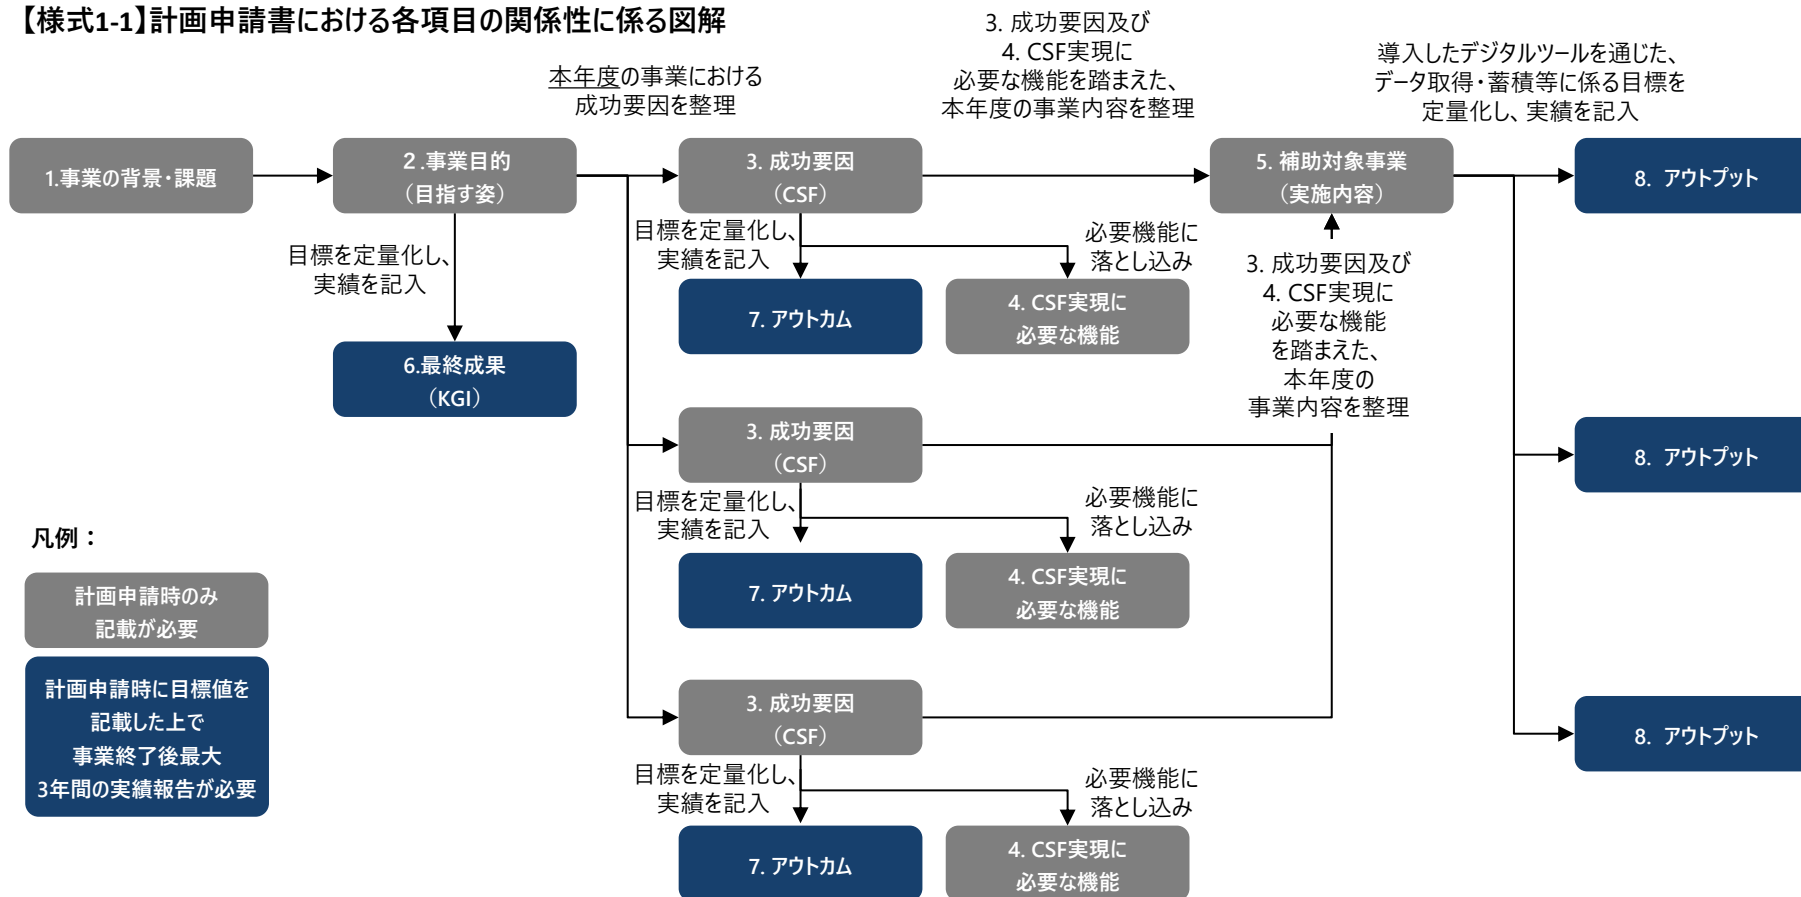 【様式1-1】計画申請書における各項目の関係性に係る図解
本年度の事業における
成功要因を整理
3. 成功要因及び
4. CSF実現に
必要な機能を踏まえた、
本年度の事業内容を整理
導入したデジタルツールを通じた、
データ取得・蓄積等に係る目標を
定量化し、実績を記入
1.事業の背景・課題
２.事業目的
（目指す姿）
3. 成功要因
（CSF）
5. 補助対象事業
（実施内容）
8. アウトプット
目標を定量化し、
実績を記入
6.最終成果
（KGI）
目標を定量化し、
実績を記入
必要機能に
落とし込み
7. アウトカム
4. CSF実現に
必要な機能
3. 成功要因及び
4. CSF実現に
必要な機能
を踏まえた、
本年度の
事業内容を整理
3. 成功要因
（CSF）
8. アウトプット
目標を定量化し、
実績を記入
必要機能に
落とし込み
7. アウトカム
4. CSF実現に
必要な機能
3. 成功要因
（CSF）
8. アウトプット
目標を定量化し、
実績を記入
必要機能に
落とし込み
7. アウトカム
4. CSF実現に
必要な機能
凡例：
計画申請時のみ
記載が必要
計画申請時に目標値を
記載した上で
事業終了後最大
3年間の実績報告が必要